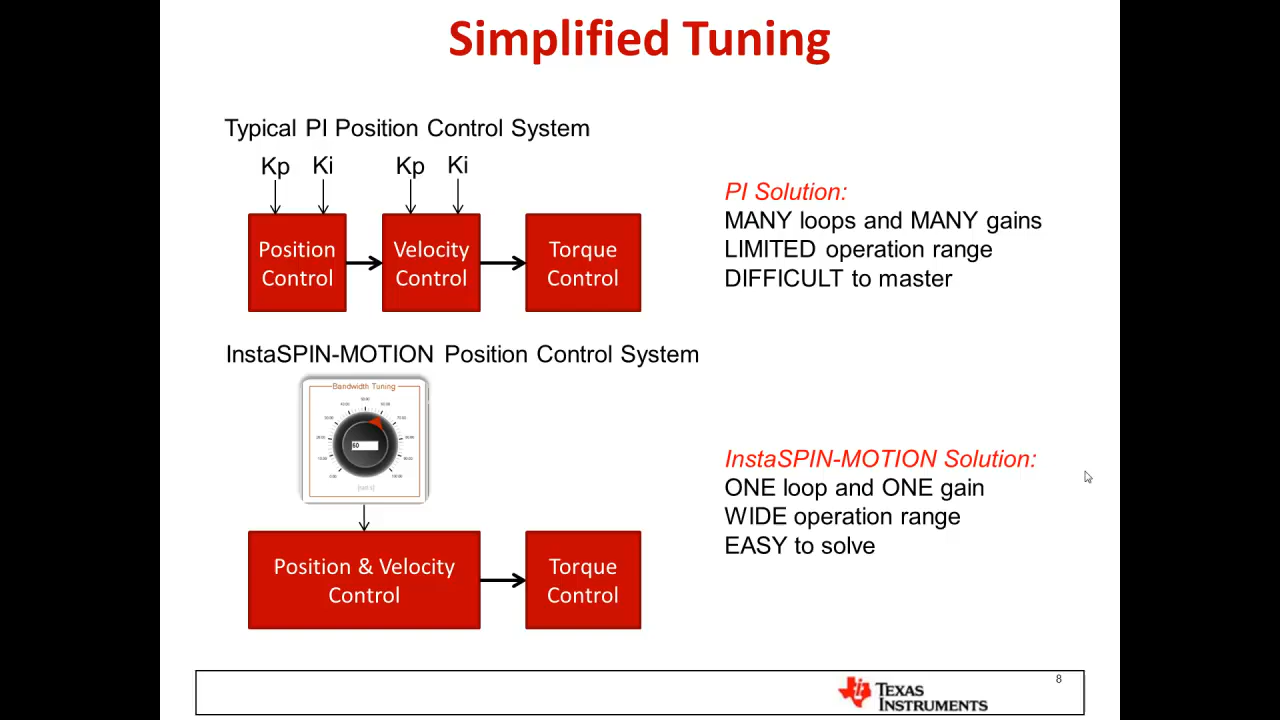 Simplified Tuning
Typical PI Position Control System
Kp Ki Kp Ki
Position
Control
Velocity
Control
Torque
Control
PI Solution:
MANY loops and MANY gains
LIMITED operation range
DIFFICULT to master
InstaSPIN-MOTION Position Control System
Bandwidth Tuning
60
Position & Velocity
Control
Torque
Control
InstaSPIN-MOTION Solution:
ONE loop and ONE gain
WIDE operation range
EASY to solve
TEXAS
INSTRUMENTS
8